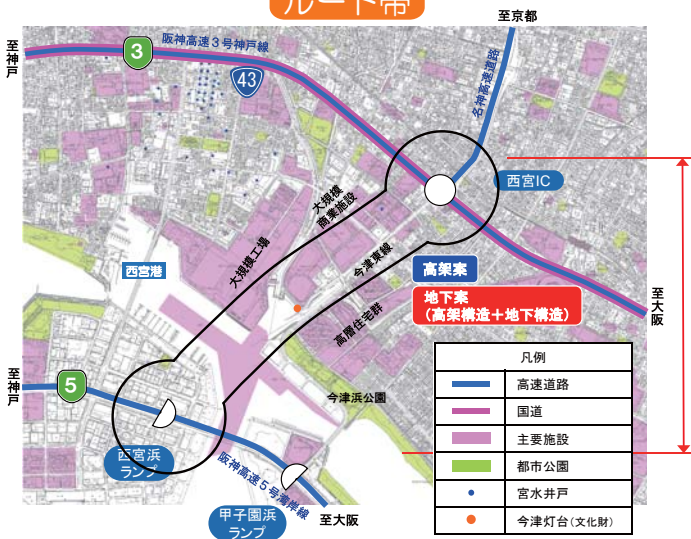 ルート帯
至京都
至神戸
3
阪神高速3号神戸線
43
名神高速道路
西宮IC
大規模
商業施設
大規模工場
今津東線
西宮港
高架案
地下案
(高架構造+地下構造)
高層住宅群
至大阪
至神戸
5
今津浜公園
西宮浜
ランプ
阪神高速5号湾岸線
甲子園浜
ランプ
至大阪
凡例
高速道路
国道
主要施設
都市公園
宮水井戸
今津灯台(文化財)